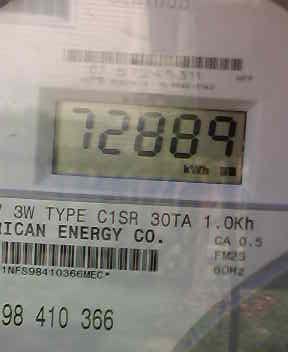 72889
kWh
3W TYPE C1SR 30TA 1.0Kh
RICAN ENERGY CO.
CA 0.5
FM2S
60Hz
1NFS98410366MEC*
98 410 366